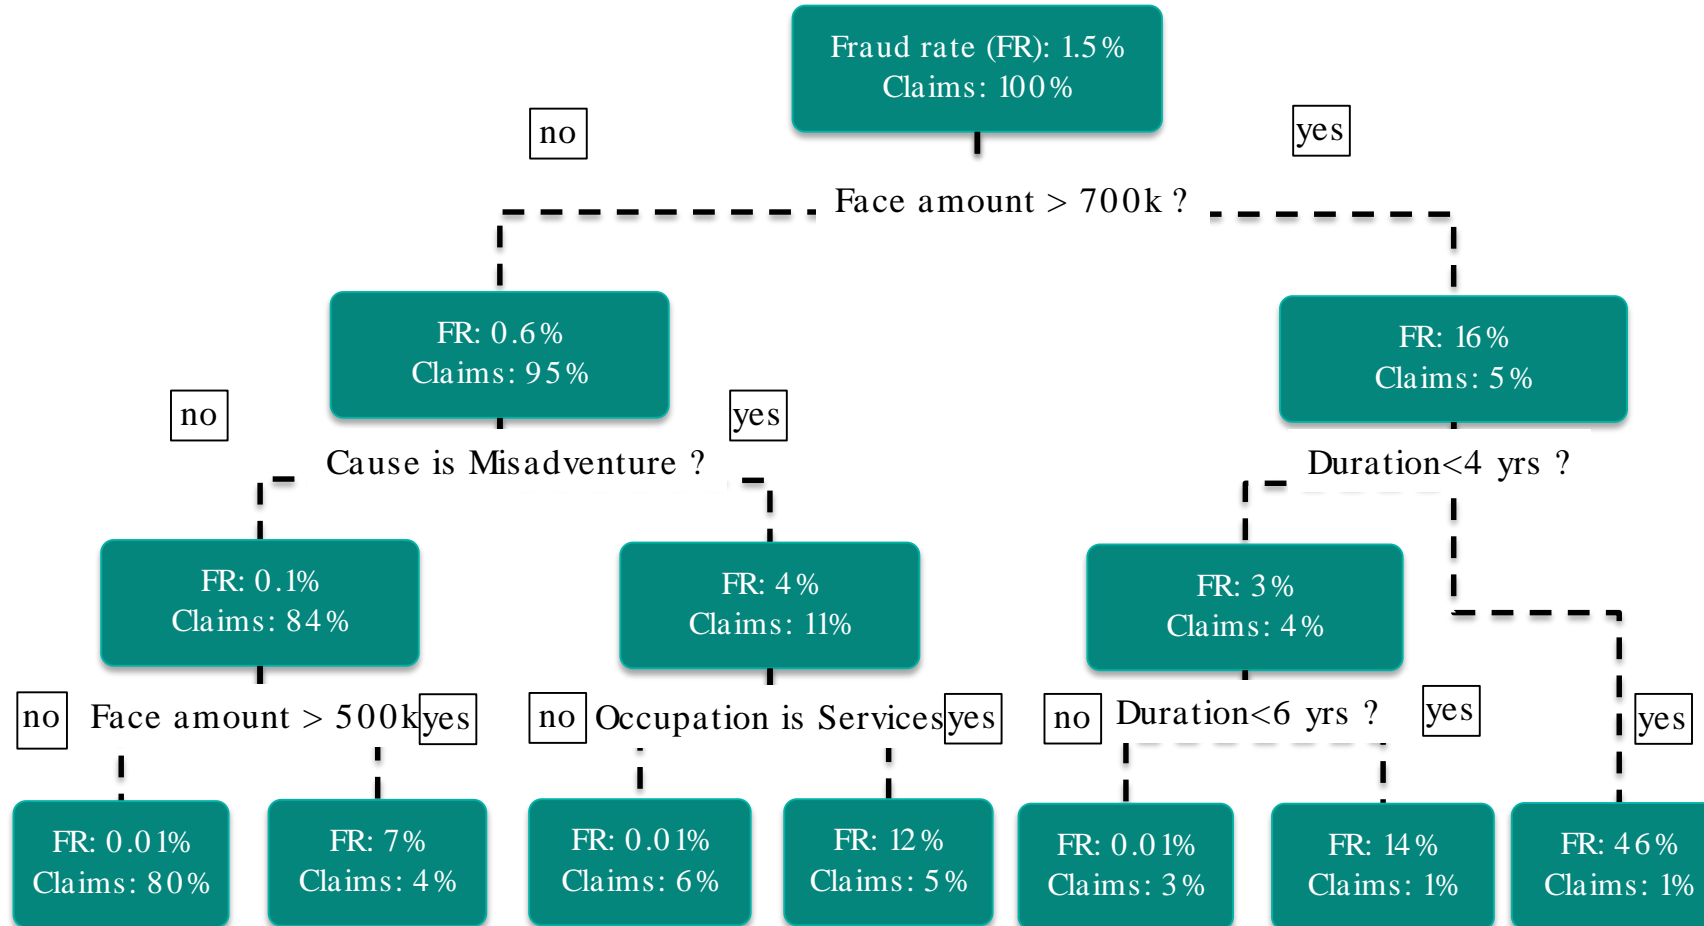 Fraud rate (FR): 1.5%
Claims: 100%
no
yes
Face amount > 700k ?
FR: 0.6%
Claims: 95%
FR: 16%
Claims: 5%
no
yes
Cause is Misadventure ?
Duration<4 yrs ?
FR: 0.1%
Claims: 84%
FR: 4%
Claims: 11%
FR: 3%
Claims: 4%
no
Face amount > 500k
yes
no
Occupation is Services
yes
no
Duration<6 yrs ?
yes
yes
FR: 0.01%
Claims: 80%
FR: 7%
Claims: 4%
FR: 0.01%
Claims: 6%
FR: 12%
Claims: 5%
FR: 0.01%
Claims: 3%
FR: 14%
Claims: 1%
FR: 46%
Claims: 1%